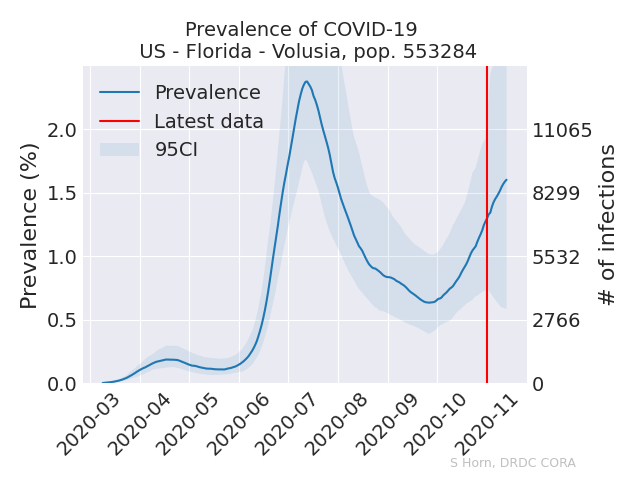 Prevalence of COVID-19
US - Florida - Volusia, pop. 553284
Prevalence
Latest data
95CI
Prevalence (%)
2.0
1.5
1.0
0.5
0.0
11065
8299
5532
2766
0
# of infections
2020-03
2020-04
2020-05
2020-06
2020-07
2020-08
2020-09
2020-10
2020-11
S Horn, DRDC CORA